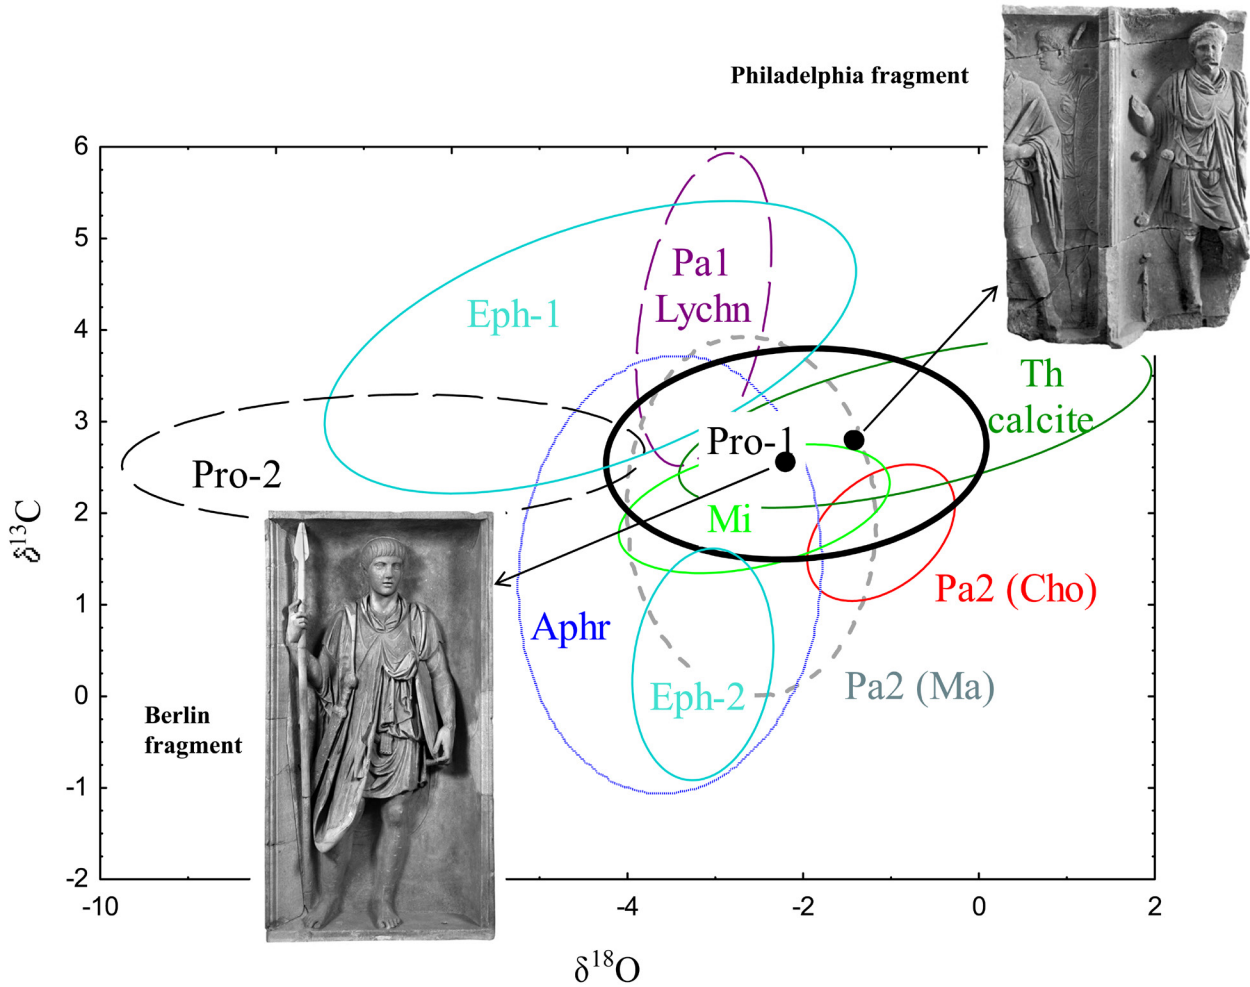 Philadelphia fragment
6
5
4
3
2
1
0
-1
-2
-10
-4
-2
0
2
δ13C
δ18O
Pa1
Lychn
Eph-1
Th
calcite
Pro-1
Pro-2
Mi
Pa2 (Cho)
Aphr
Pa2 (Ma)
Eph-2
Berlin
fragment